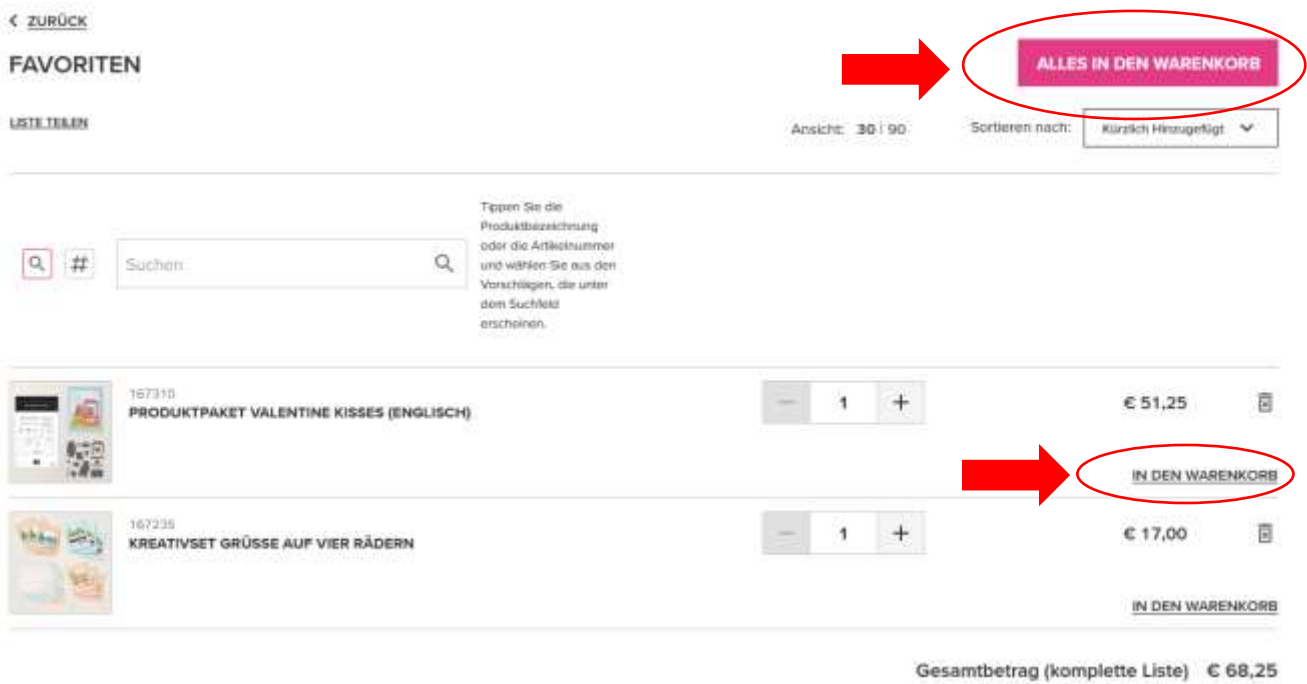 ZURÜCK
FAVORITEN
ALLES IN DEN WARENKORB
LISTE TEILEN
Ansicht: 30 | 90
Sortieren nach:
Kürzlich Hinzugefügt
Tippen Sie die
Produktbezeichnung
oder die Artikelnummer
und wählen Sie aus den
Vorschlägen, die unter
dem Suchfeld
erscheinen.
#
Suchen
167310
PRODUKTPAKET VALENTINE KISSES (ENGLISCH)
1
€ 51,25
IN DEN WARENKORB
167235
KREATIVSET GRÜSSE AUF VIER RÄDERN
1
€ 17,00
IN DEN WARENKORB
Gesamtbetrag (komplette Liste) € 68,25